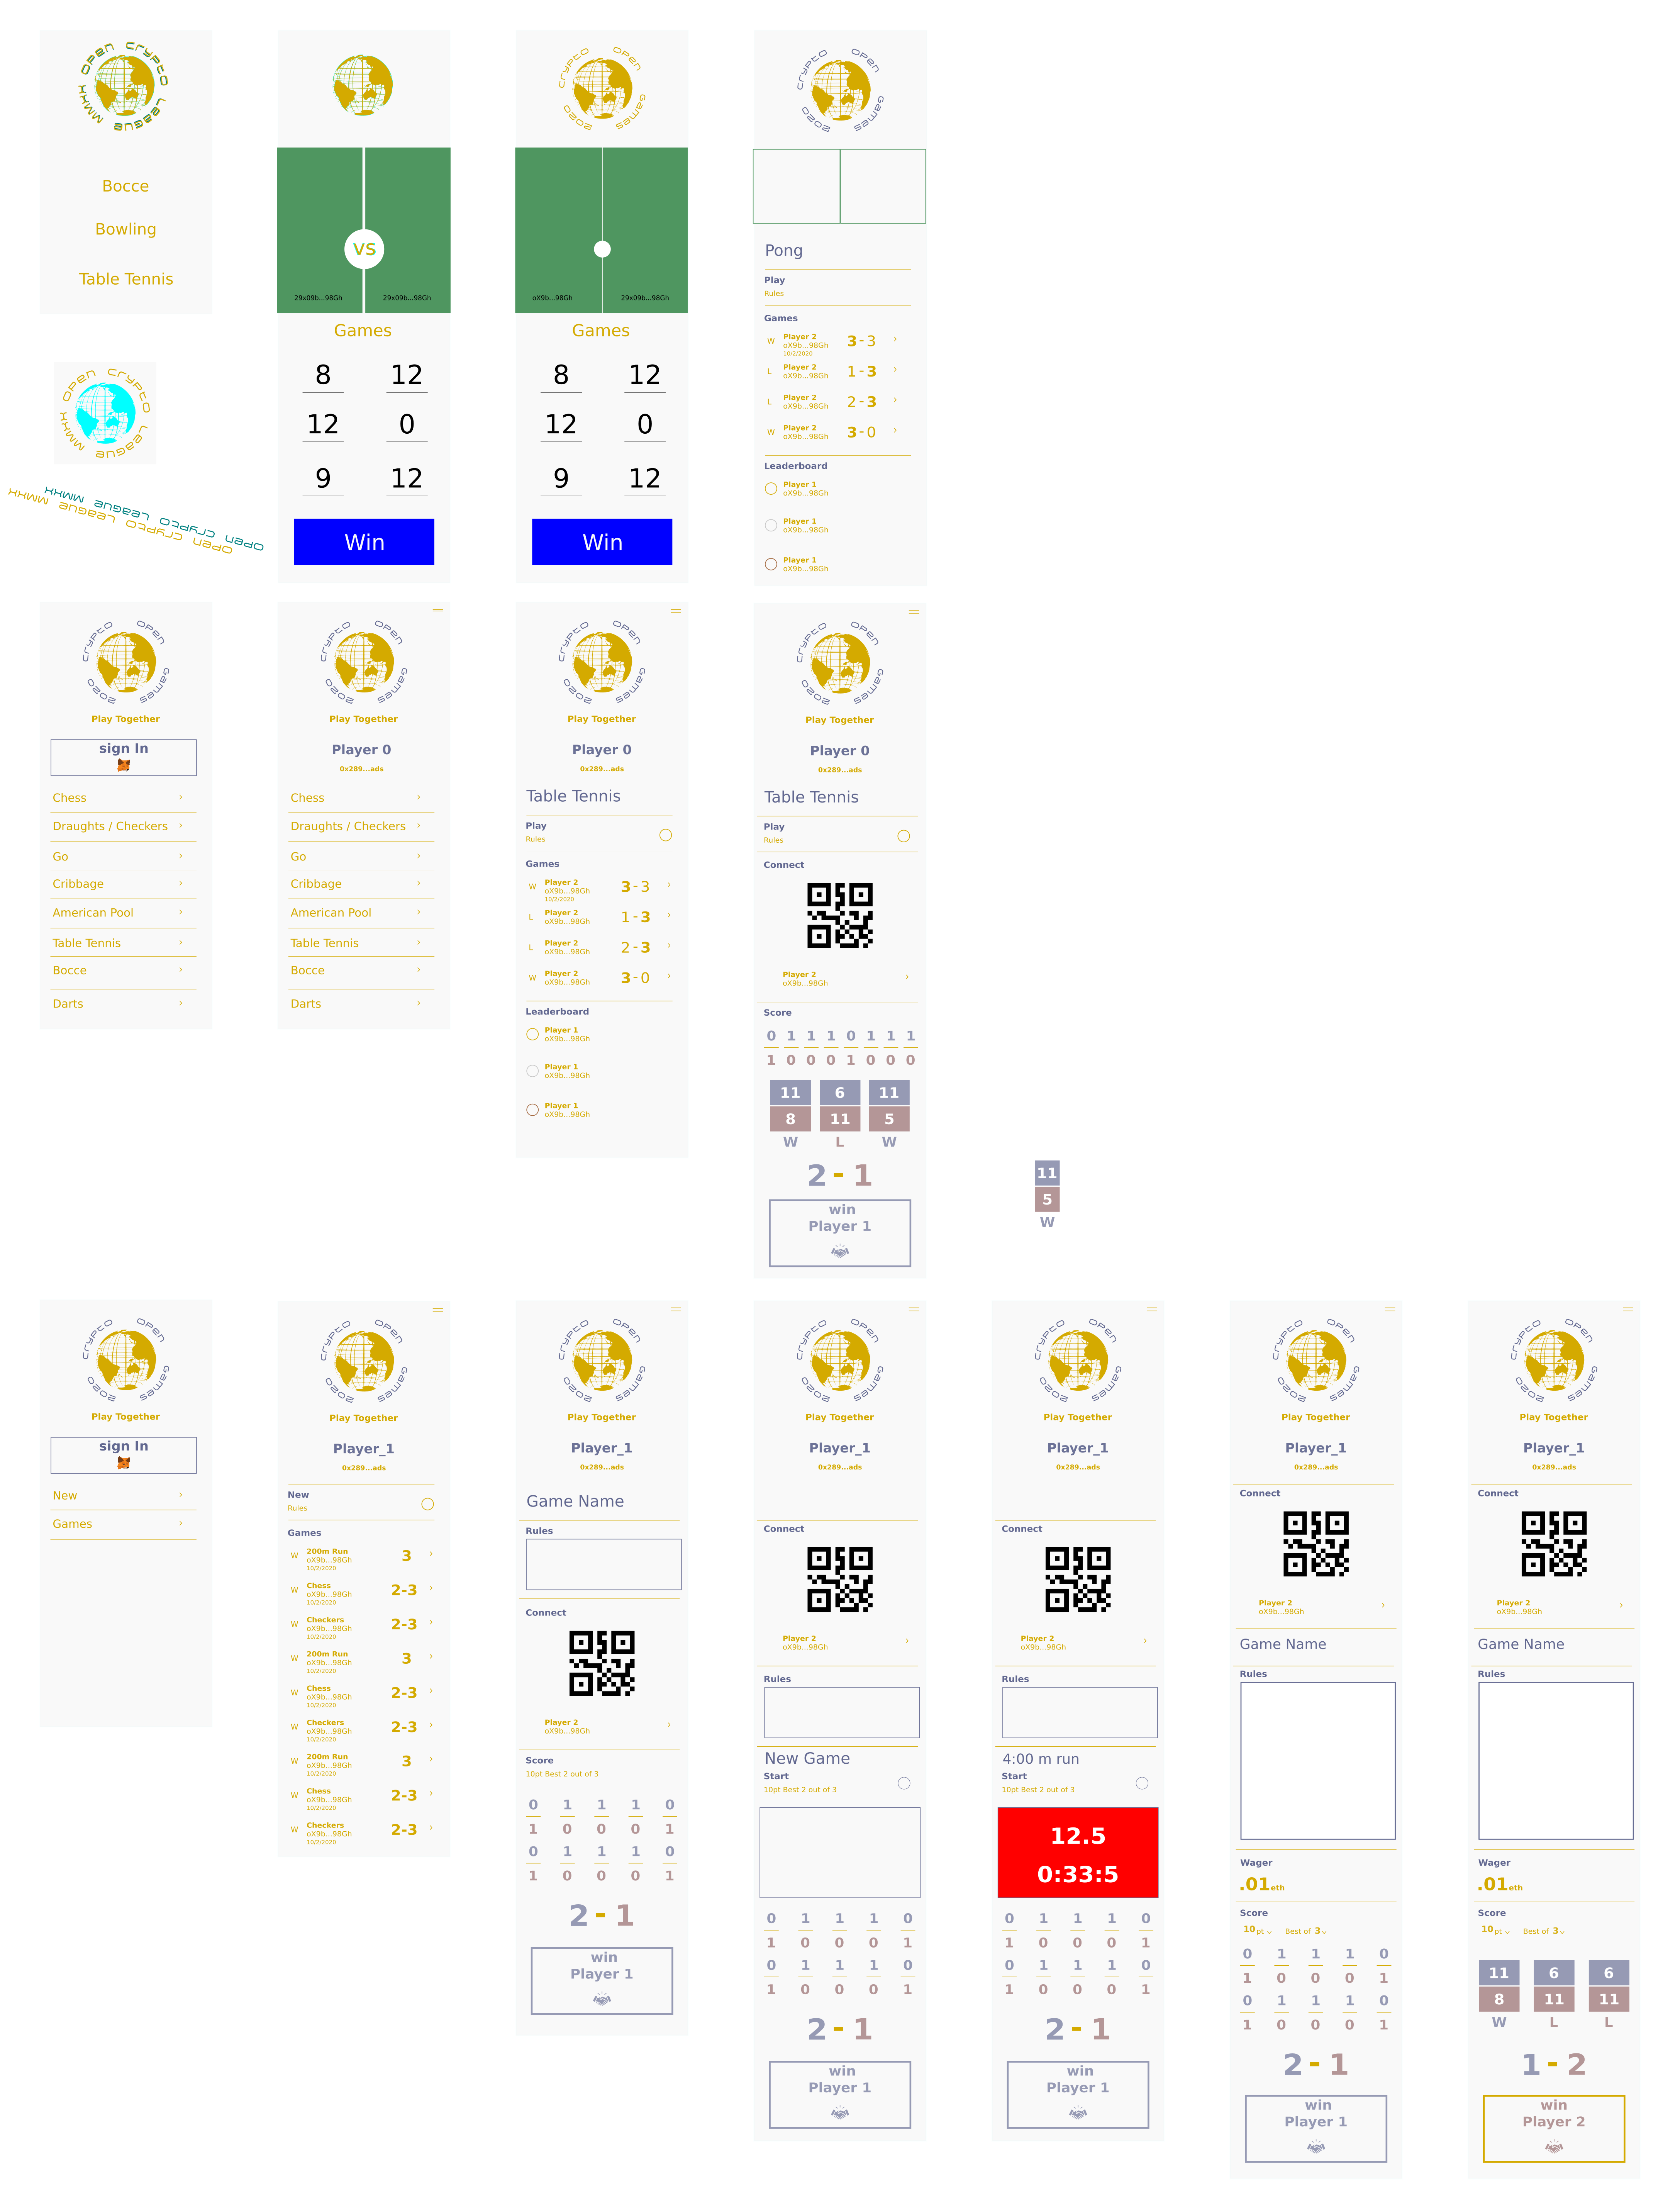 Open Crypto League MMXX
Bocce
Bowling
Table Tennis
Open Crypto League MMXX
Open Crypto League MMXX
Open Crypto League MMXX
VS
29x09b...98Gh 29x09b...98Gh
Games
8 12
12 0
9 12
Win
Crypto Open Games 2020
oX9b...98Gh 29x09b...98Gh
Games
8 12
12 0
9 12
Win
Crypto Open Games 2020
Pong
Play
Rules
Games
W Player 2 3-3 ›
oX9b...98Gh
10/2/2020
L Player 2 1-3 ›
oX9b...98Gh
L Player 2 2-3 ›
oX9b...98Gh
W Player 2 3-0 ›
oX9b...98Gh
Leaderboard
Player 1
oX9b...98Gh
Player 1
oX9b...98Gh
Player 1
oX9b...98Gh
Crypto Open Games 2020
Play Together
sign In
Chess ›
Draughts / Checkers ›
Go ›
Cribbage ›
American Pool ›
Table Tennis ›
Bocce ›
Darts ›
Crypto Open Games 2020
Play Together
Player 0
0x289...ads
Chess ›
Draughts / Checkers ›
Go ›
Cribbage ›
American Pool ›
Table Tennis ›
Bocce ›
Darts ›
Crypto Open Games 2020
Play Together
Player 0
0x289...ads
Table Tennis
Play
Rules
Games
W Player 2 3-3 ›
oX9b...98Gh
10/2/2020
L Player 2 1-3 ›
oX9b...98Gh
L Player 2 2-3 ›
oX9b...98Gh
W Player 2 3-0 ›
oX9b...98Gh
Leaderboard
Player 1
oX9b...98Gh
Player 1
oX9b...98Gh
Player 1
oX9b...98Gh
Crypto Open Games 2020
Play Together
Player 0
0x289...ads
Table Tennis
Play
Rules
Connect
Player 2 ›
oX9b...98Gh
Score
0 1 1 1 0 1 1 1
1 0 0 0 1 0 0 0
11 6 11
8 11 5
W L W
2 - 1
win
Player 1
11
5
W
Crypto Open Games 2020
Play Together
sign In
New ›
Games ›
Crypto Open Games 2020
Play Together
Player_1
0x289...ads
New
Rules
Games
W 200m Run 3 ›
oX9b...98Gh
10/2/2020
W Chess 2-3 ›
oX9b...98Gh
10/2/2020
W Checkers 2-3 ›
oX9b...98Gh
10/2/2020
W 200m Run 3 ›
oX9b...98Gh
10/2/2020
W Chess 2-3 ›
oX9b...98Gh
10/2/2020
W Checkers 2-3 ›
oX9b...98Gh
10/2/2020
W 200m Run 3 ›
oX9b...98Gh
10/2/2020
W Chess 2-3 ›
oX9b...98Gh
10/2/2020
W Checkers 2-3 ›
oX9b...98Gh
10/2/2020
Crypto Open Games 2020
Play Together
Player_1
0x289...ads
Game Name
Rules
Connect
Player 2 ›
oX9b...98Gh
Score
10pt Best 2 out of 3
0 1 1 1 0
1 0 0 0 1
0 1 1 1 0
1 0 0 0 1
2 - 1
win
Player 1
Crypto Open Games 2020
Play Together
Player_1
0x289...ads
Connect
Player 2 ›
oX9b...98Gh
Rules
New Game
Start
10pt Best 2 out of 3
0 1 1 1 0
1 0 0 0 1
0 1 1 1 0
1 0 0 0 1
2 - 1
win
Player 1
Crypto Open Games 2020
Play Together
Player_1
0x289...ads
Connect
Player 2 ›
oX9b...98Gh
Rules
4:00 m run
Start
10pt Best 2 out of 3
12.5
0:33:5
0 1 1 1 0
1 0 0 0 1
0 1 1 1 0
1 0 0 0 1
2 - 1
win
Player 1
Crypto Open Games 2020
Play Together
Player_1
0x289...ads
Connect
Player 2 ›
oX9b...98Gh
Game Name
Rules
Wager
.01eth
Score
10 pt Best of 3
0 1 1 1 0
1 0 0 0 1
0 1 1 1 0
1 0 0 0 1
2 - 1
win
Player 1
Crypto Open Games 2020
Play Together
Player_1
0x289...ads
Connect
Player 2 ›
oX9b...98Gh
Game Name
Rules
Wager
.01eth
Score
10 pt Best of 3
11 6 6
8 11 11
W L L
1 - 2
win
Player 2